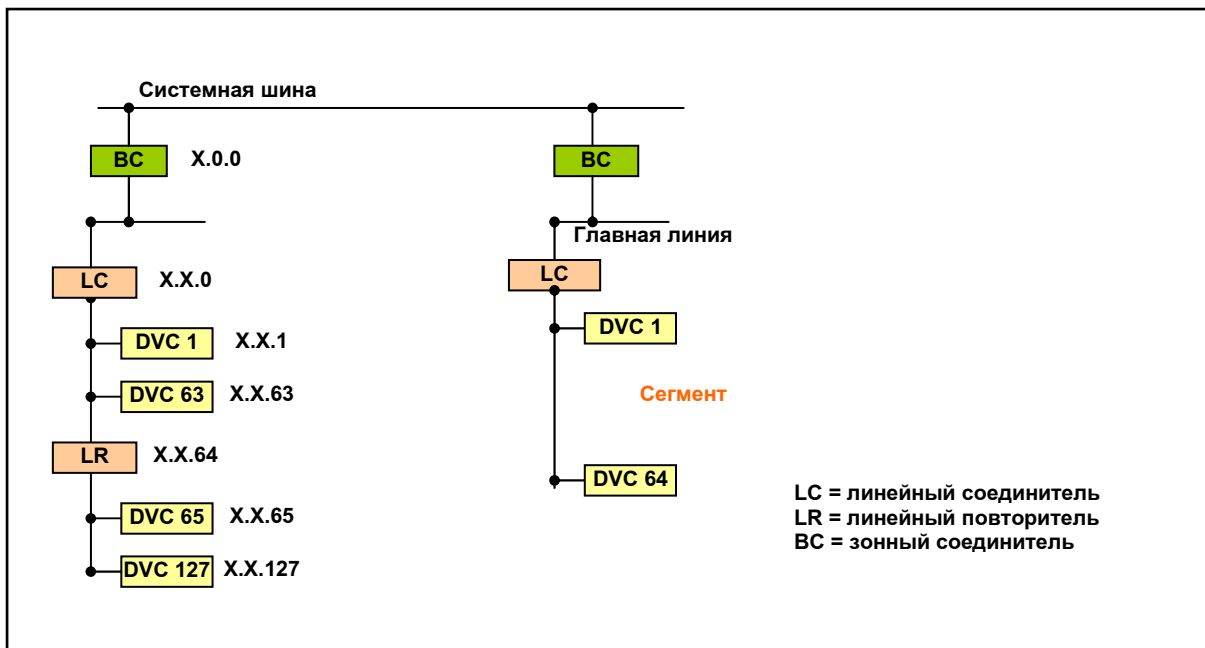 Системная шина
BC X.0.0
BC
Главная линия
LC X.X.0
LC
DVC 1 X.X.1
DVC 1
DVC 63 X.X.63
Сегмент
LR X.X.64
DVC 64
DVC 65 X.X.65
DVC 127 X.X.127
LC = линейный соединитель
LR = линейный повторитель
BC = зонный соединитель